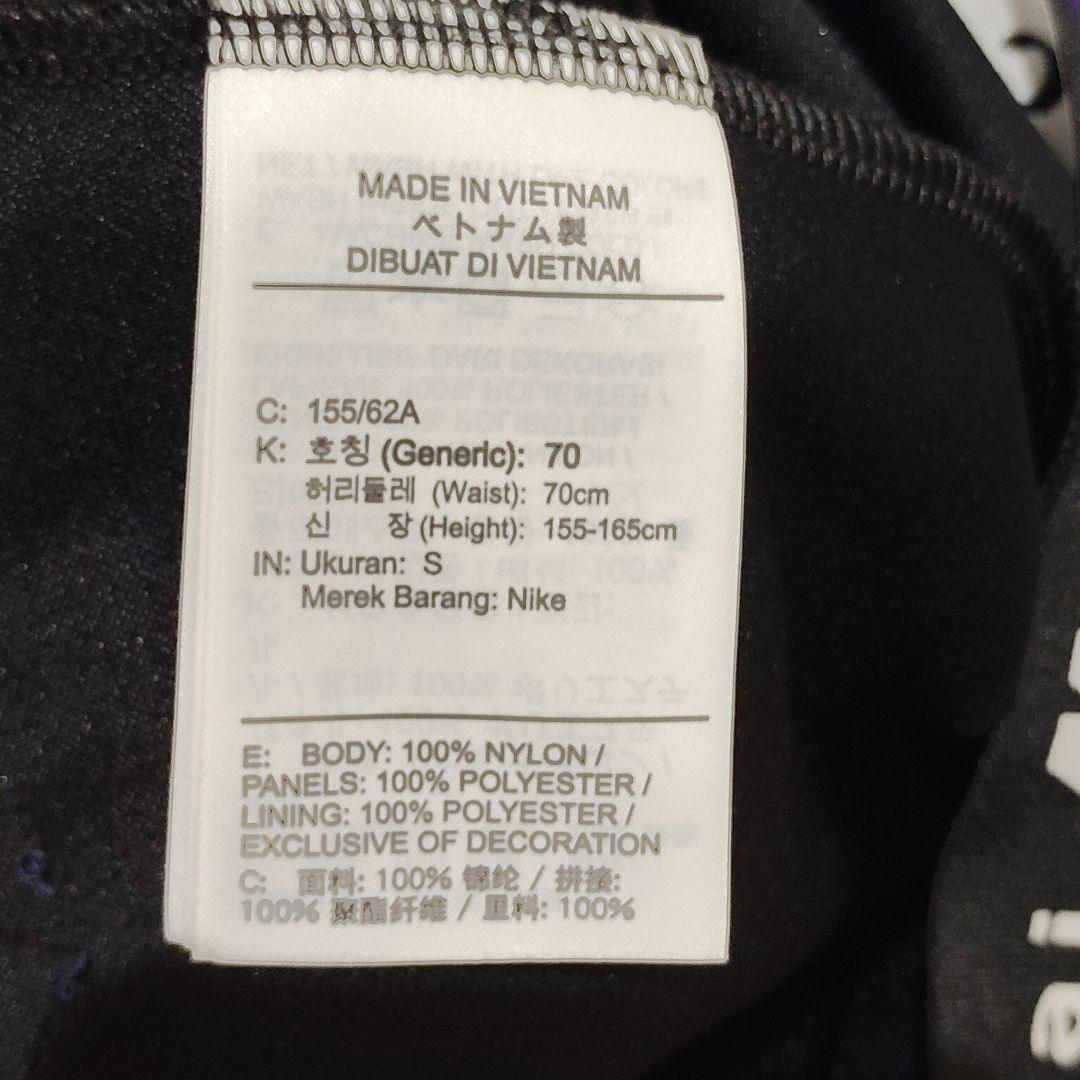 MADE IN VIETNAM
ベトナム製
DIBUAT DI VIETNAM
C: 155/62A
K: 호칭 (Generic): 70
허리둘레 (Waist): 70cm
신 장 (Height): 155-165cm
IN: Ukuran: S
Merek Barang: Nike
E: BODY: 100% NYLON /
PANELS: 100% POLYESTER /
LINING: 100% POLYESTER /
EXCLUSIVE OF DECORATION
C: 面料: 100% 锦纶 / 拼接:
100% 聚酯纤维 / 里料: 100%